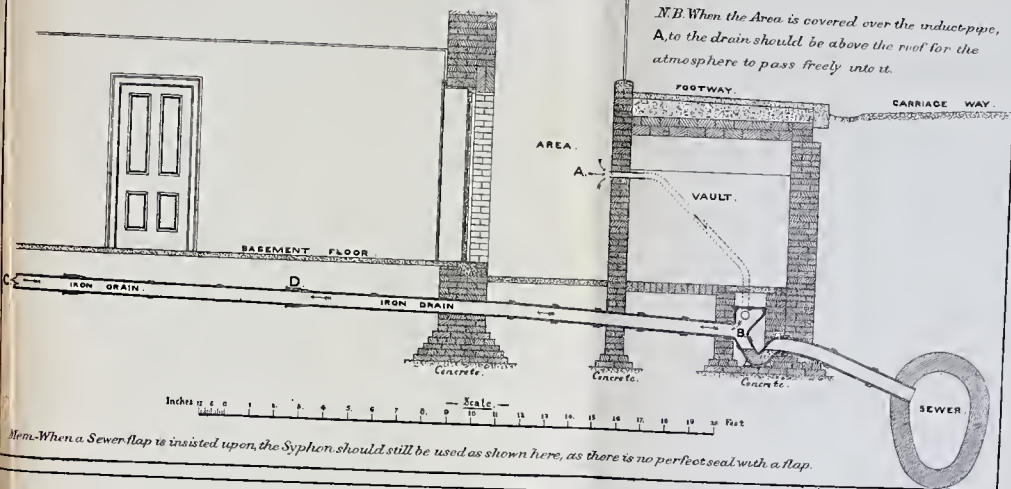 N.B. When the Area is covered over the induct-pipe,
A, to the drain should be above the roof for the
atmosphere to pass freely into it.
FOOTWAY.
CARRIAGE WAY.
AREA.
A.
VAULT.
BASEMENT FLOOR
C
IRON DRAIN.
D
IRON DRAIN
B
Concrete.
Concrete.
Concrete.
SEWER.
— Scale. —
Inches 12 6 0 1 2 3 4 5 6 7 8 9 10 11 12 13 14 15 16 17 18 19 20 Feet
Mem.-When a Sewer flap is insisted upon, the Syphon should still be used as shown here, as there is no perfect seal with a flap.